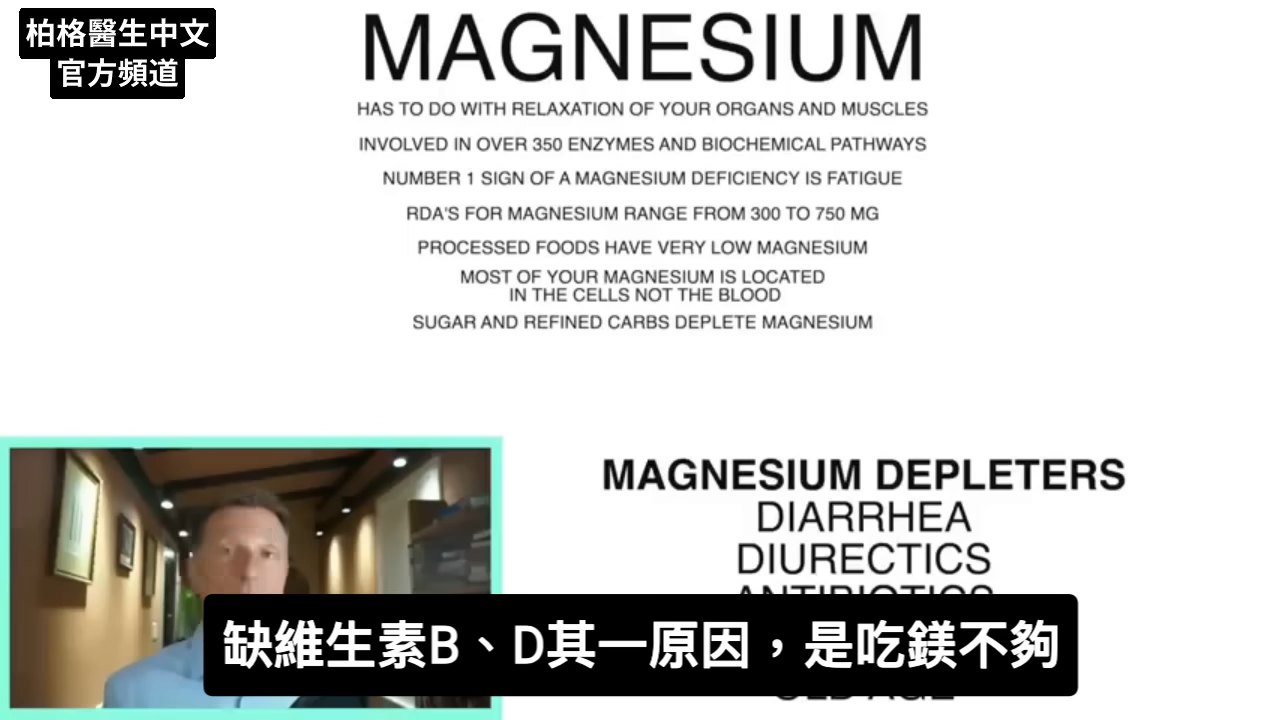 柏格醫生中文
官方頻道
MAGNESIUM
HAS TO DO WITH RELAXATION OF YOUR ORGANS AND MUSCLES
INVOLVED IN OVER 350 ENZYMES AND BIOCHEMICAL PATHWAYS
NUMBER 1 SIGN OF A MAGNESIUM DEFICIENCY IS FATIGUE
RDA'S FOR MAGNESIUM RANGE FROM 300 TO 750 MG
PROCESSED FOODS HAVE VERY LOW MAGNESIUM
MOST OF YOUR MAGNESIUM IS LOCATED
IN THE CELLS NOT THE BLOOD
SUGAR AND REFINED CARBS DEPLETE MAGNESIUM
MAGNESIUM DEPLETERS
DIARRHEA
DIURECTICS
ANTIBIOTICS
缺維生素B、D其一原因，是吃鎂不夠
OLD AGE